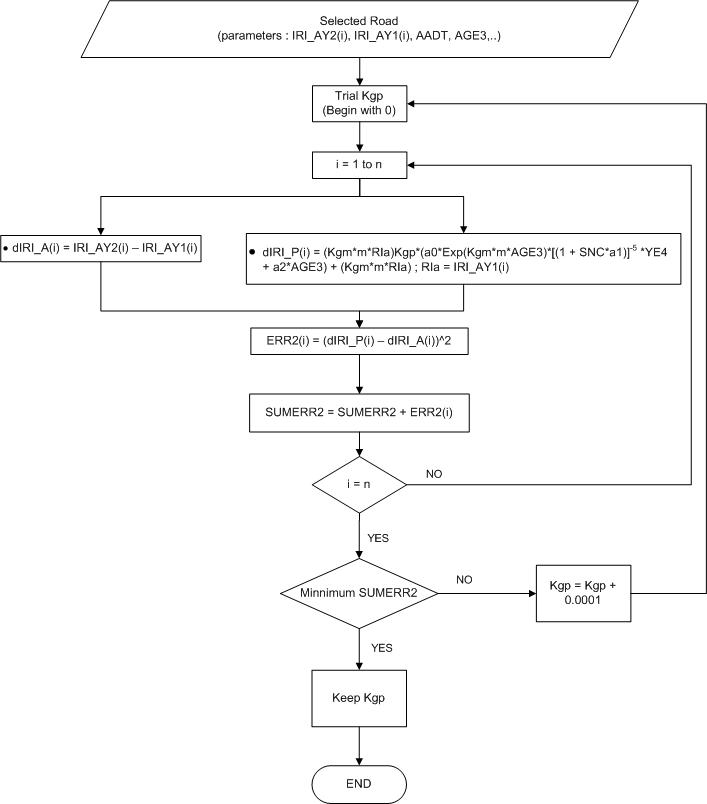 Selected Road
(parameters : IRI_AY2(i), IRI_AY1(i), AADT, AGE3,..)
Trial Kgp
(Begin with 0)
i = 1 to n
• dIRI_A(i) = IRI_AY2(i) – IRI_AY1(i)
• dIRI_P(i) = (Kgm*m*RIa)Kgp*(a0*Exp(Kgm*m*AGE3)*[(1 + SNC*a1)]-5 *YE4
+ a2*AGE3) + (Kgm*m*RIa) ; RIa = IRI_AY1(i)
ERR2(i) = (dIRI_P(i) – dIRI_A(i))^2
SUMERR2 = SUMERR2 + ERR2(i)
i = n
NO
YES
Minnimum SUMERR2
NO
Kgp = Kgp +
0.0001
YES
Keep Kgp
END